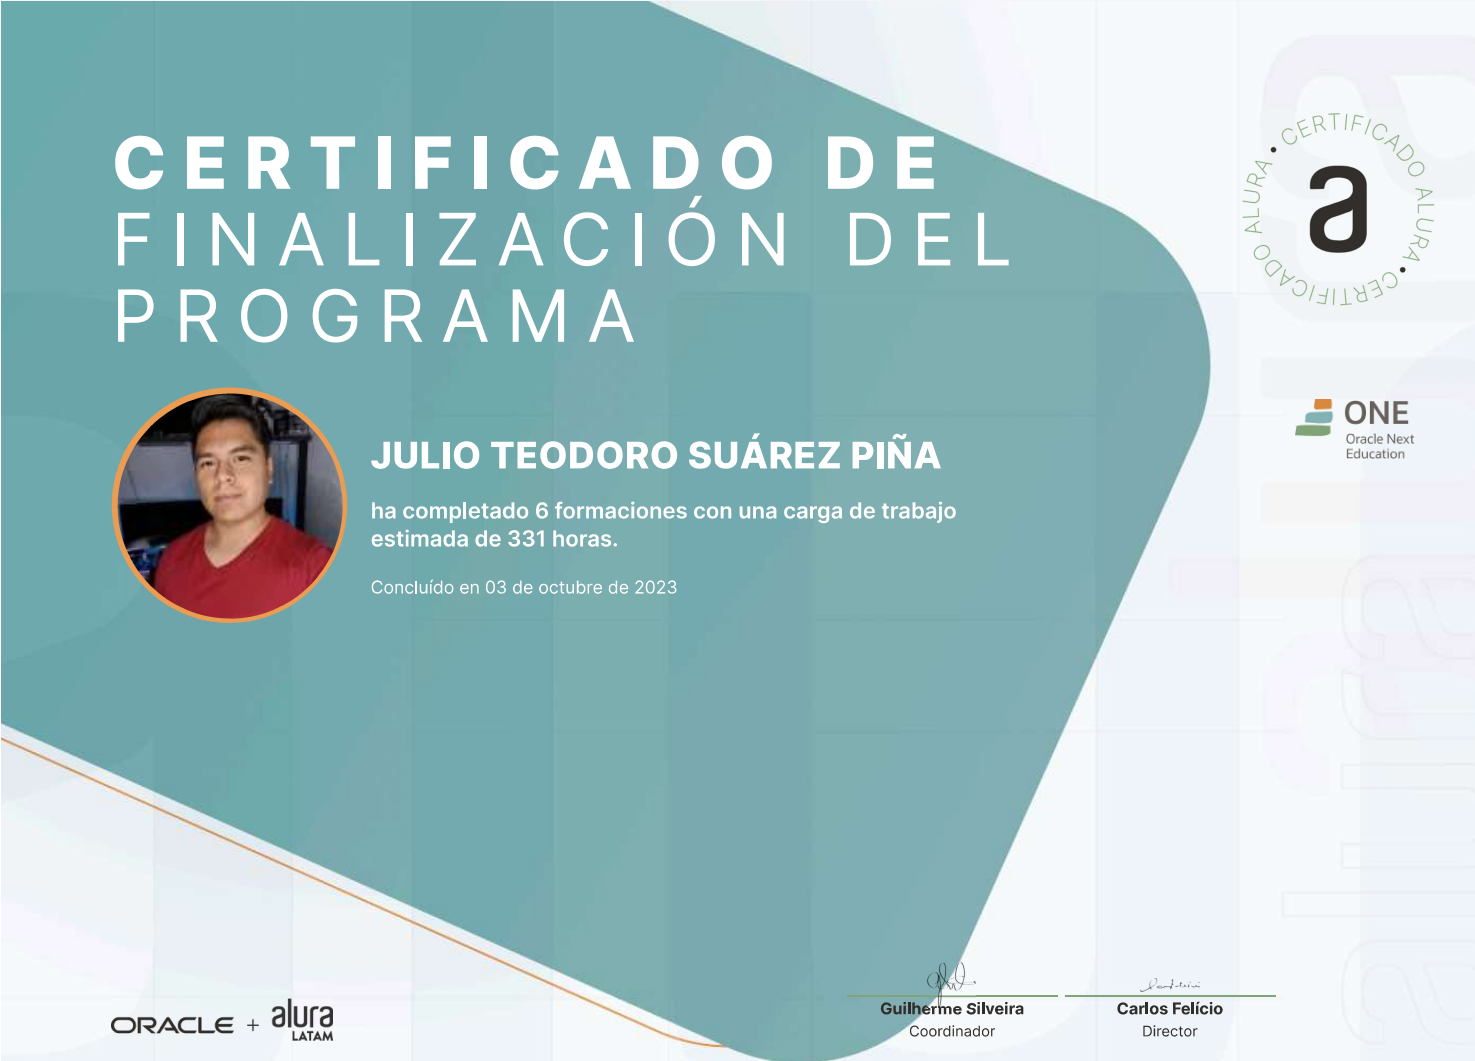 CERTIFICADO DE
FINALIZACIÓN DEL
PROGRAMA
CERTIFICADO ALURA • CERTIFICADO ALURA •
a
ONE
Oracle Next
Education
JULIO TEODORO SUÁREZ PIÑA
ha completado 6 formaciones con una carga de trabajo
estimada de 331 horas.
Concluído en 03 de octubre de 2023
ORACLE + alura
LATAM
Guilherme Silveira
Coordinador
Carlos Felício
Director